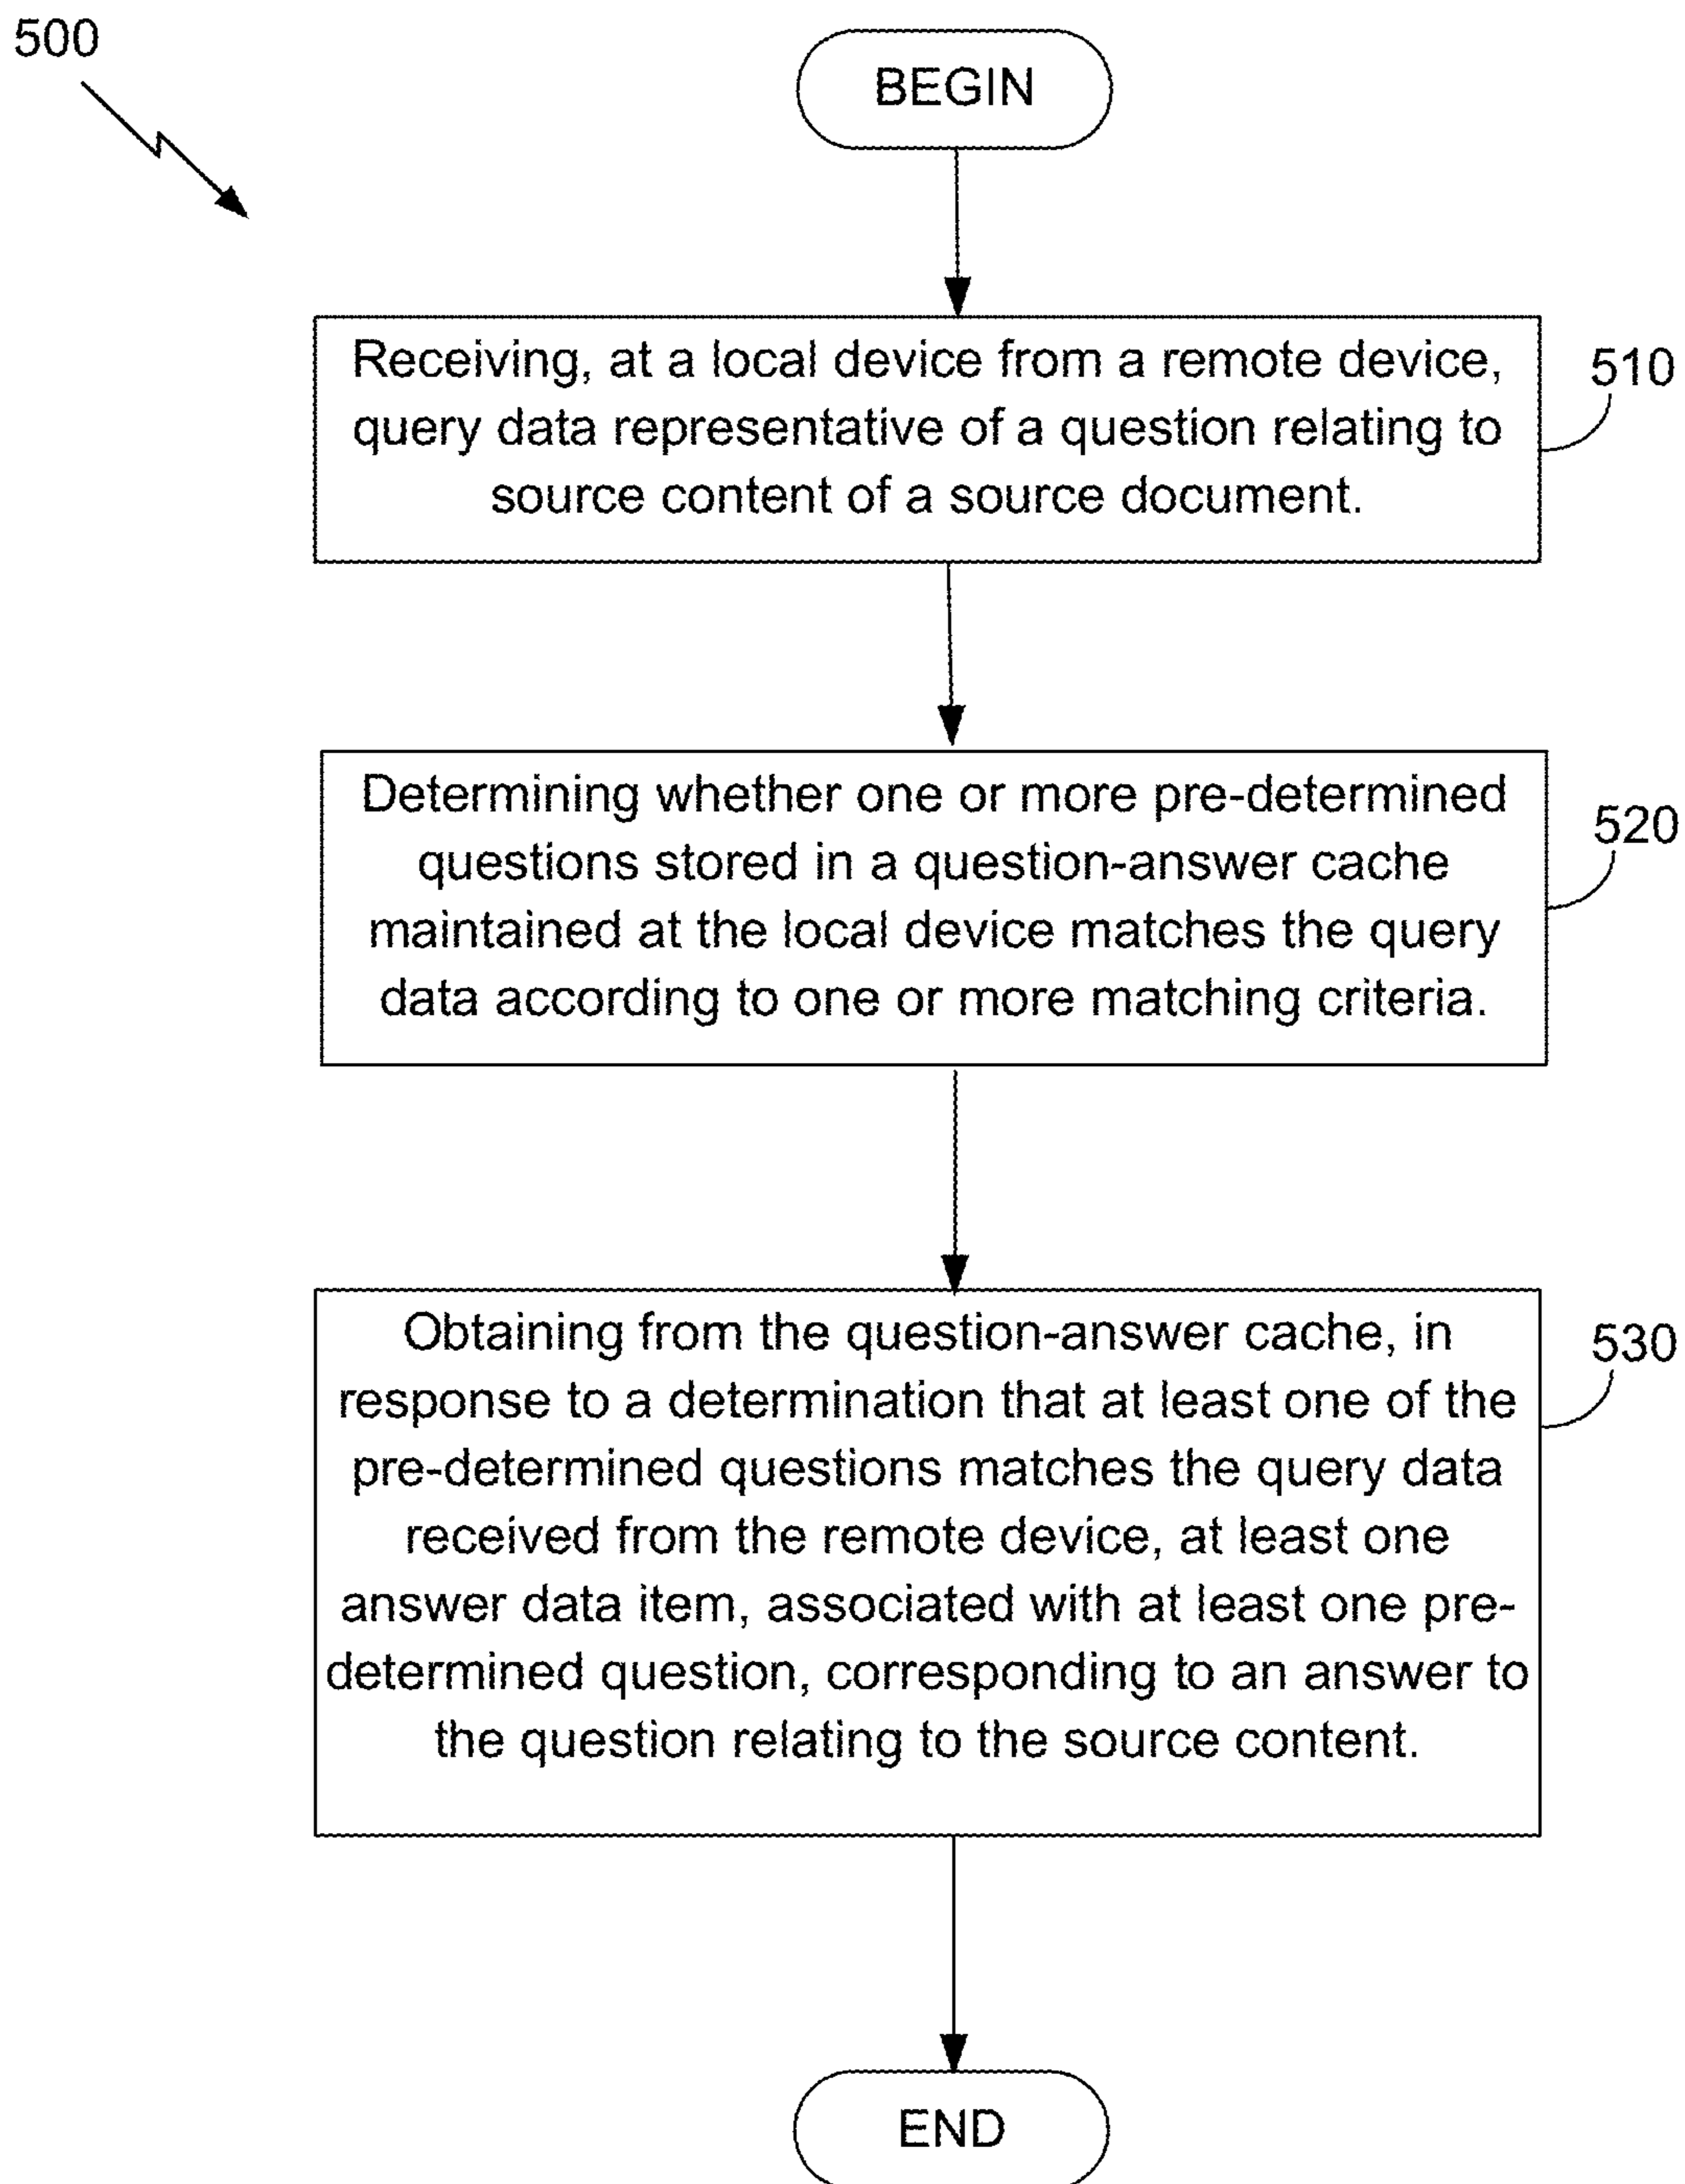 500
BEGIN
Receiving, at a local device from a remote device,
query data representative of a question relating to
source content of a source document.
510
Determining whether one or more pre-determined
questions stored in a question-answer cache
maintained at the local device matches the query
data according to one or more matching criteria.
520
Obtaining from the question-answer cache, in
response to a determination that at least one of the
pre-determined questions matches the query data
received from the remote device, at least one
answer data item, associated with at least one pre-
determined question, corresponding to an answer to
the question relating to the source content.
530
END